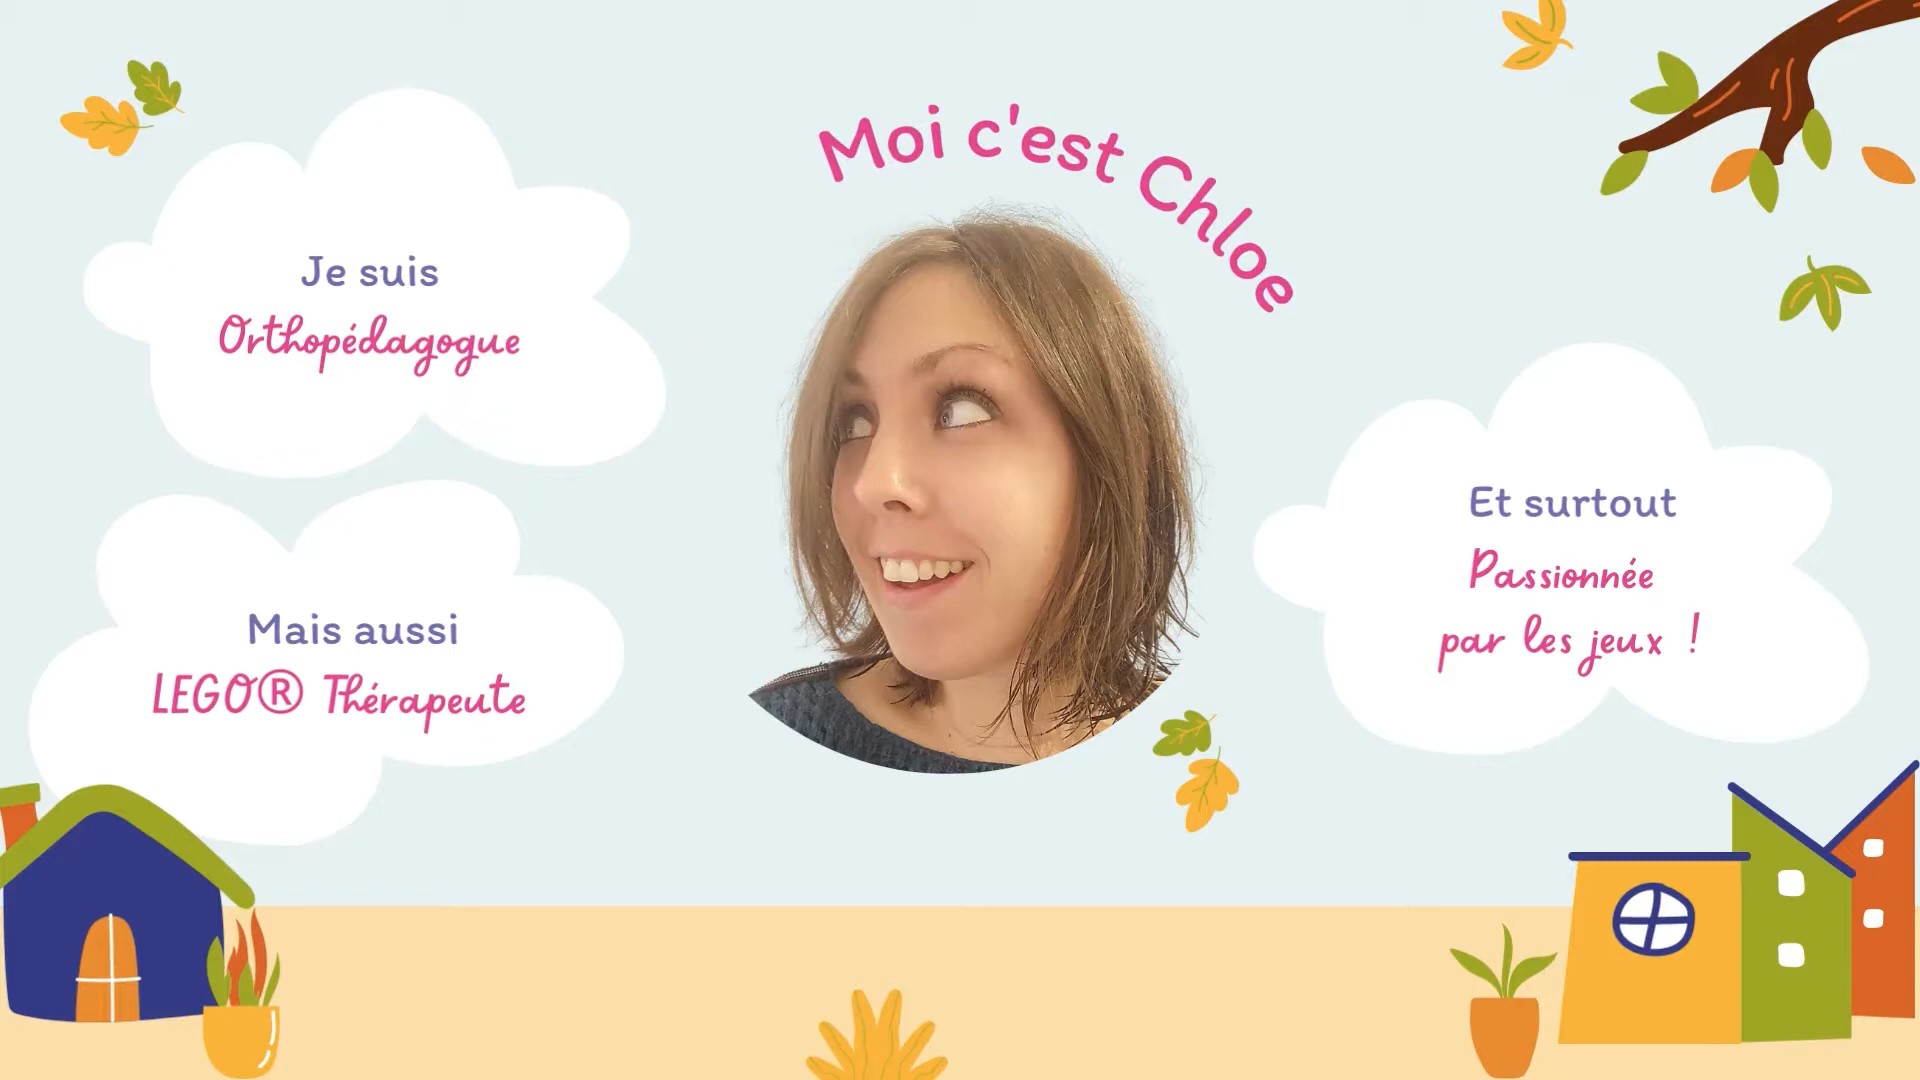 Moi c'est Chloe
Je suis
Orthopédagogue
Mais aussi
LEGO® Thérapeute
Et surtout
Passionnée
par les jeux !